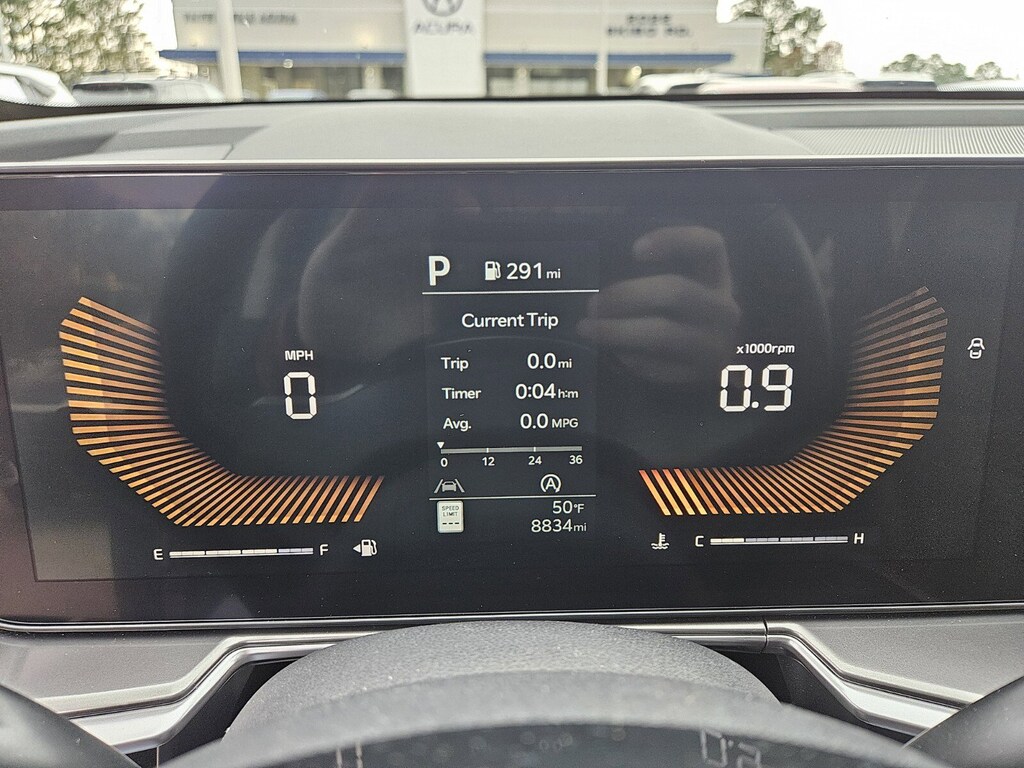 ACURA
P 291 mi
Current Trip
Trip 0.0 mi
Timer 0:04 h:m
Avg. 0.0 MPG
0 12 24 36
A
SPEED
LIMIT
---
50°F
8834 mi
MPH
0
x1000rpm
0.9
E F
C H